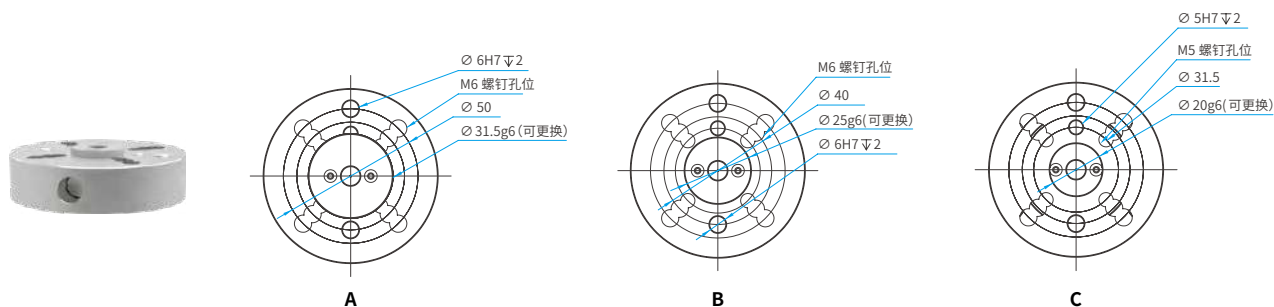 ∅ 6H7↧2
M6 螺钉孔位
∅ 50
∅ 31.5g6(可更换)
A
M6 螺钉孔位
∅ 40
∅ 25g6(可更换)
∅ 6H7↧2
B
∅ 5H7↧2
M5 螺钉孔位
∅ 31.5
∅ 20g6(可更换)
C